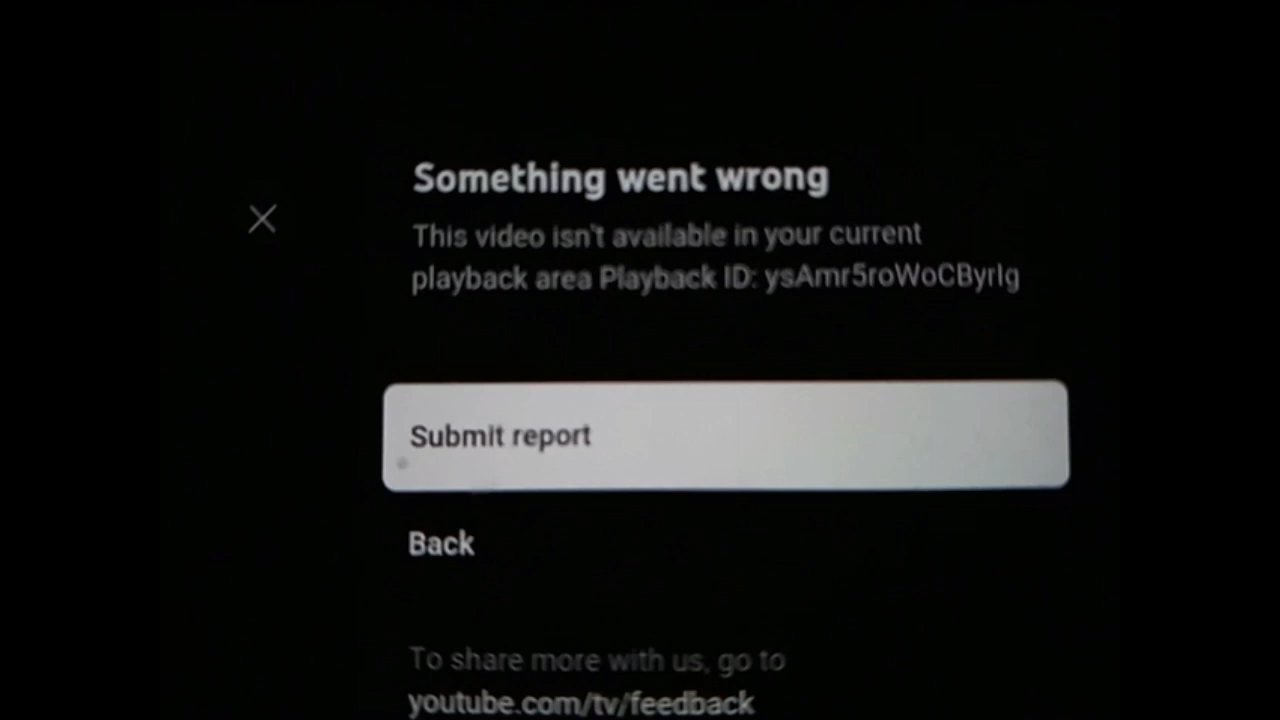 Something went wrong
This video isn't available in your current
playback area Playback ID: ysAmr5roWoCByrlg
Submit report
Back
To share more with us, go to
youtube.com/tv/feedback